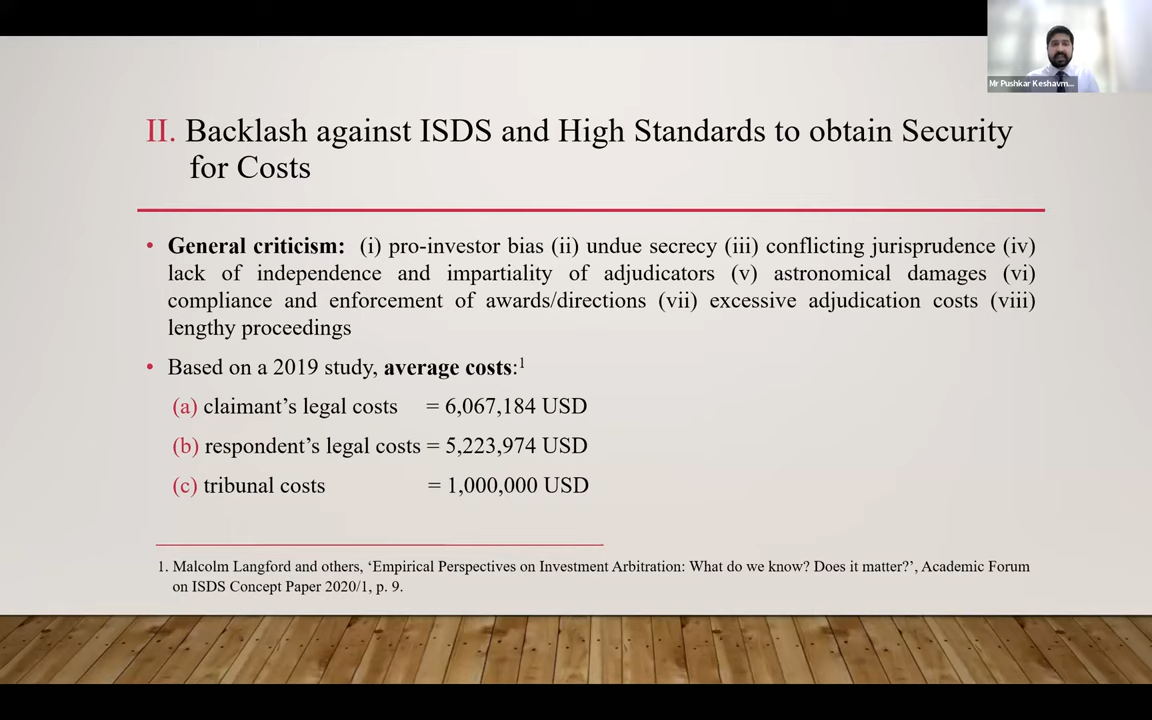 Mr Pushkar Keshavm...
II. Backlash against ISDS and High Standards to obtain Security
for Costs
• General criticism: (i) pro-investor bias (ii) undue secrecy (iii) conflicting jurisprudence (iv)
lack of independence and impartiality of adjudicators (v) astronomical damages (vi)
compliance and enforcement of awards/directions (vii) excessive adjudication costs (viii)
lengthy proceedings
• Based on a 2019 study, average costs:1
(a) claimant’s legal costs = 6,067,184 USD
(b) respondent’s legal costs = 5,223,974 USD
(c) tribunal costs = 1,000,000 USD
1. Malcolm Langford and others, ‘Empirical Perspectives on Investment Arbitration: What do we know? Does it matter?’, Academic Forum
on ISDS Concept Paper 2020/1, p. 9.